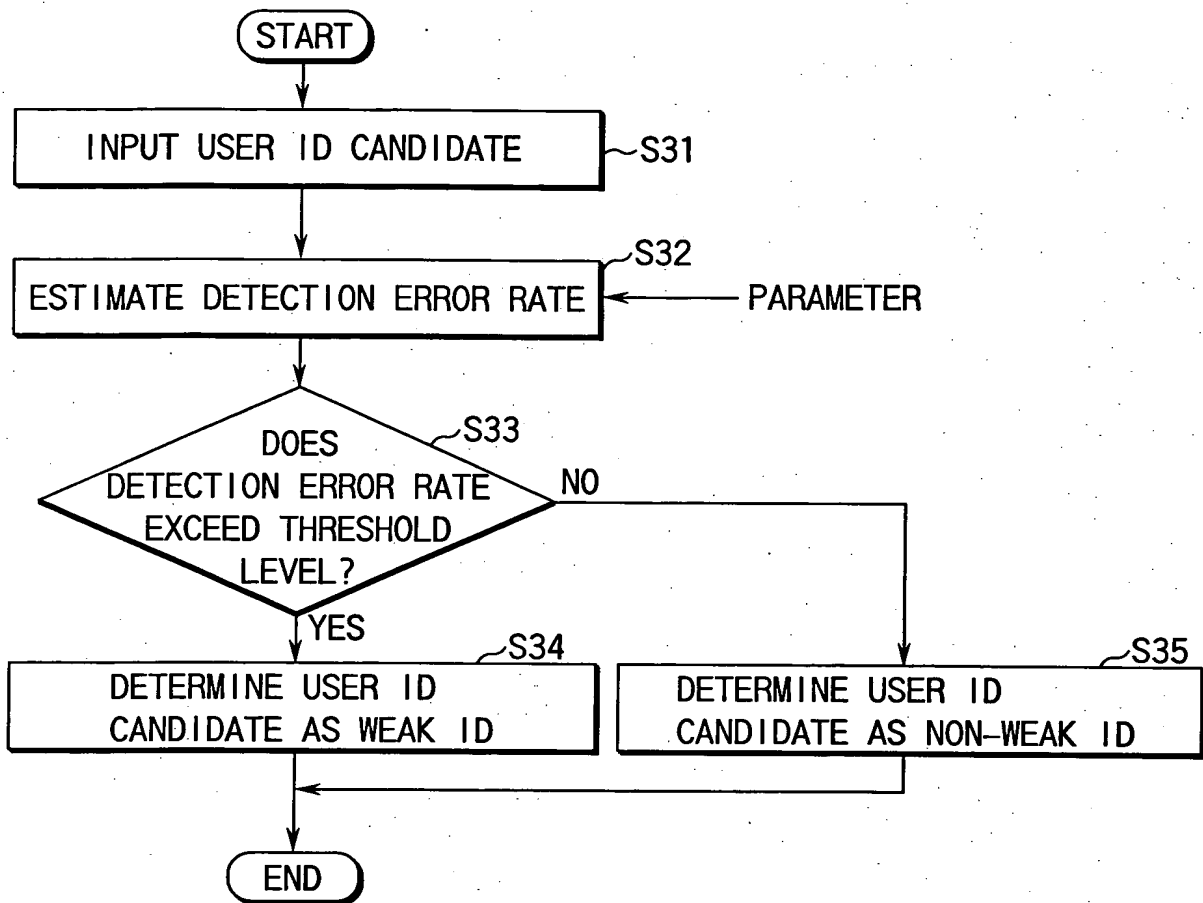 START
INPUT USER ID CANDIDATE
S31
S32
ESTIMATE DETECTION ERROR RATE
PARAMETER
S33
DOES
DETECTION ERROR RATE
EXCEED THRESHOLD
LEVEL?
NO
YES
S34
DETERMINE USER ID
CANDIDATE AS WEAK ID
S35
DETERMINE USER ID
CANDIDATE AS NON-WEAK ID
END